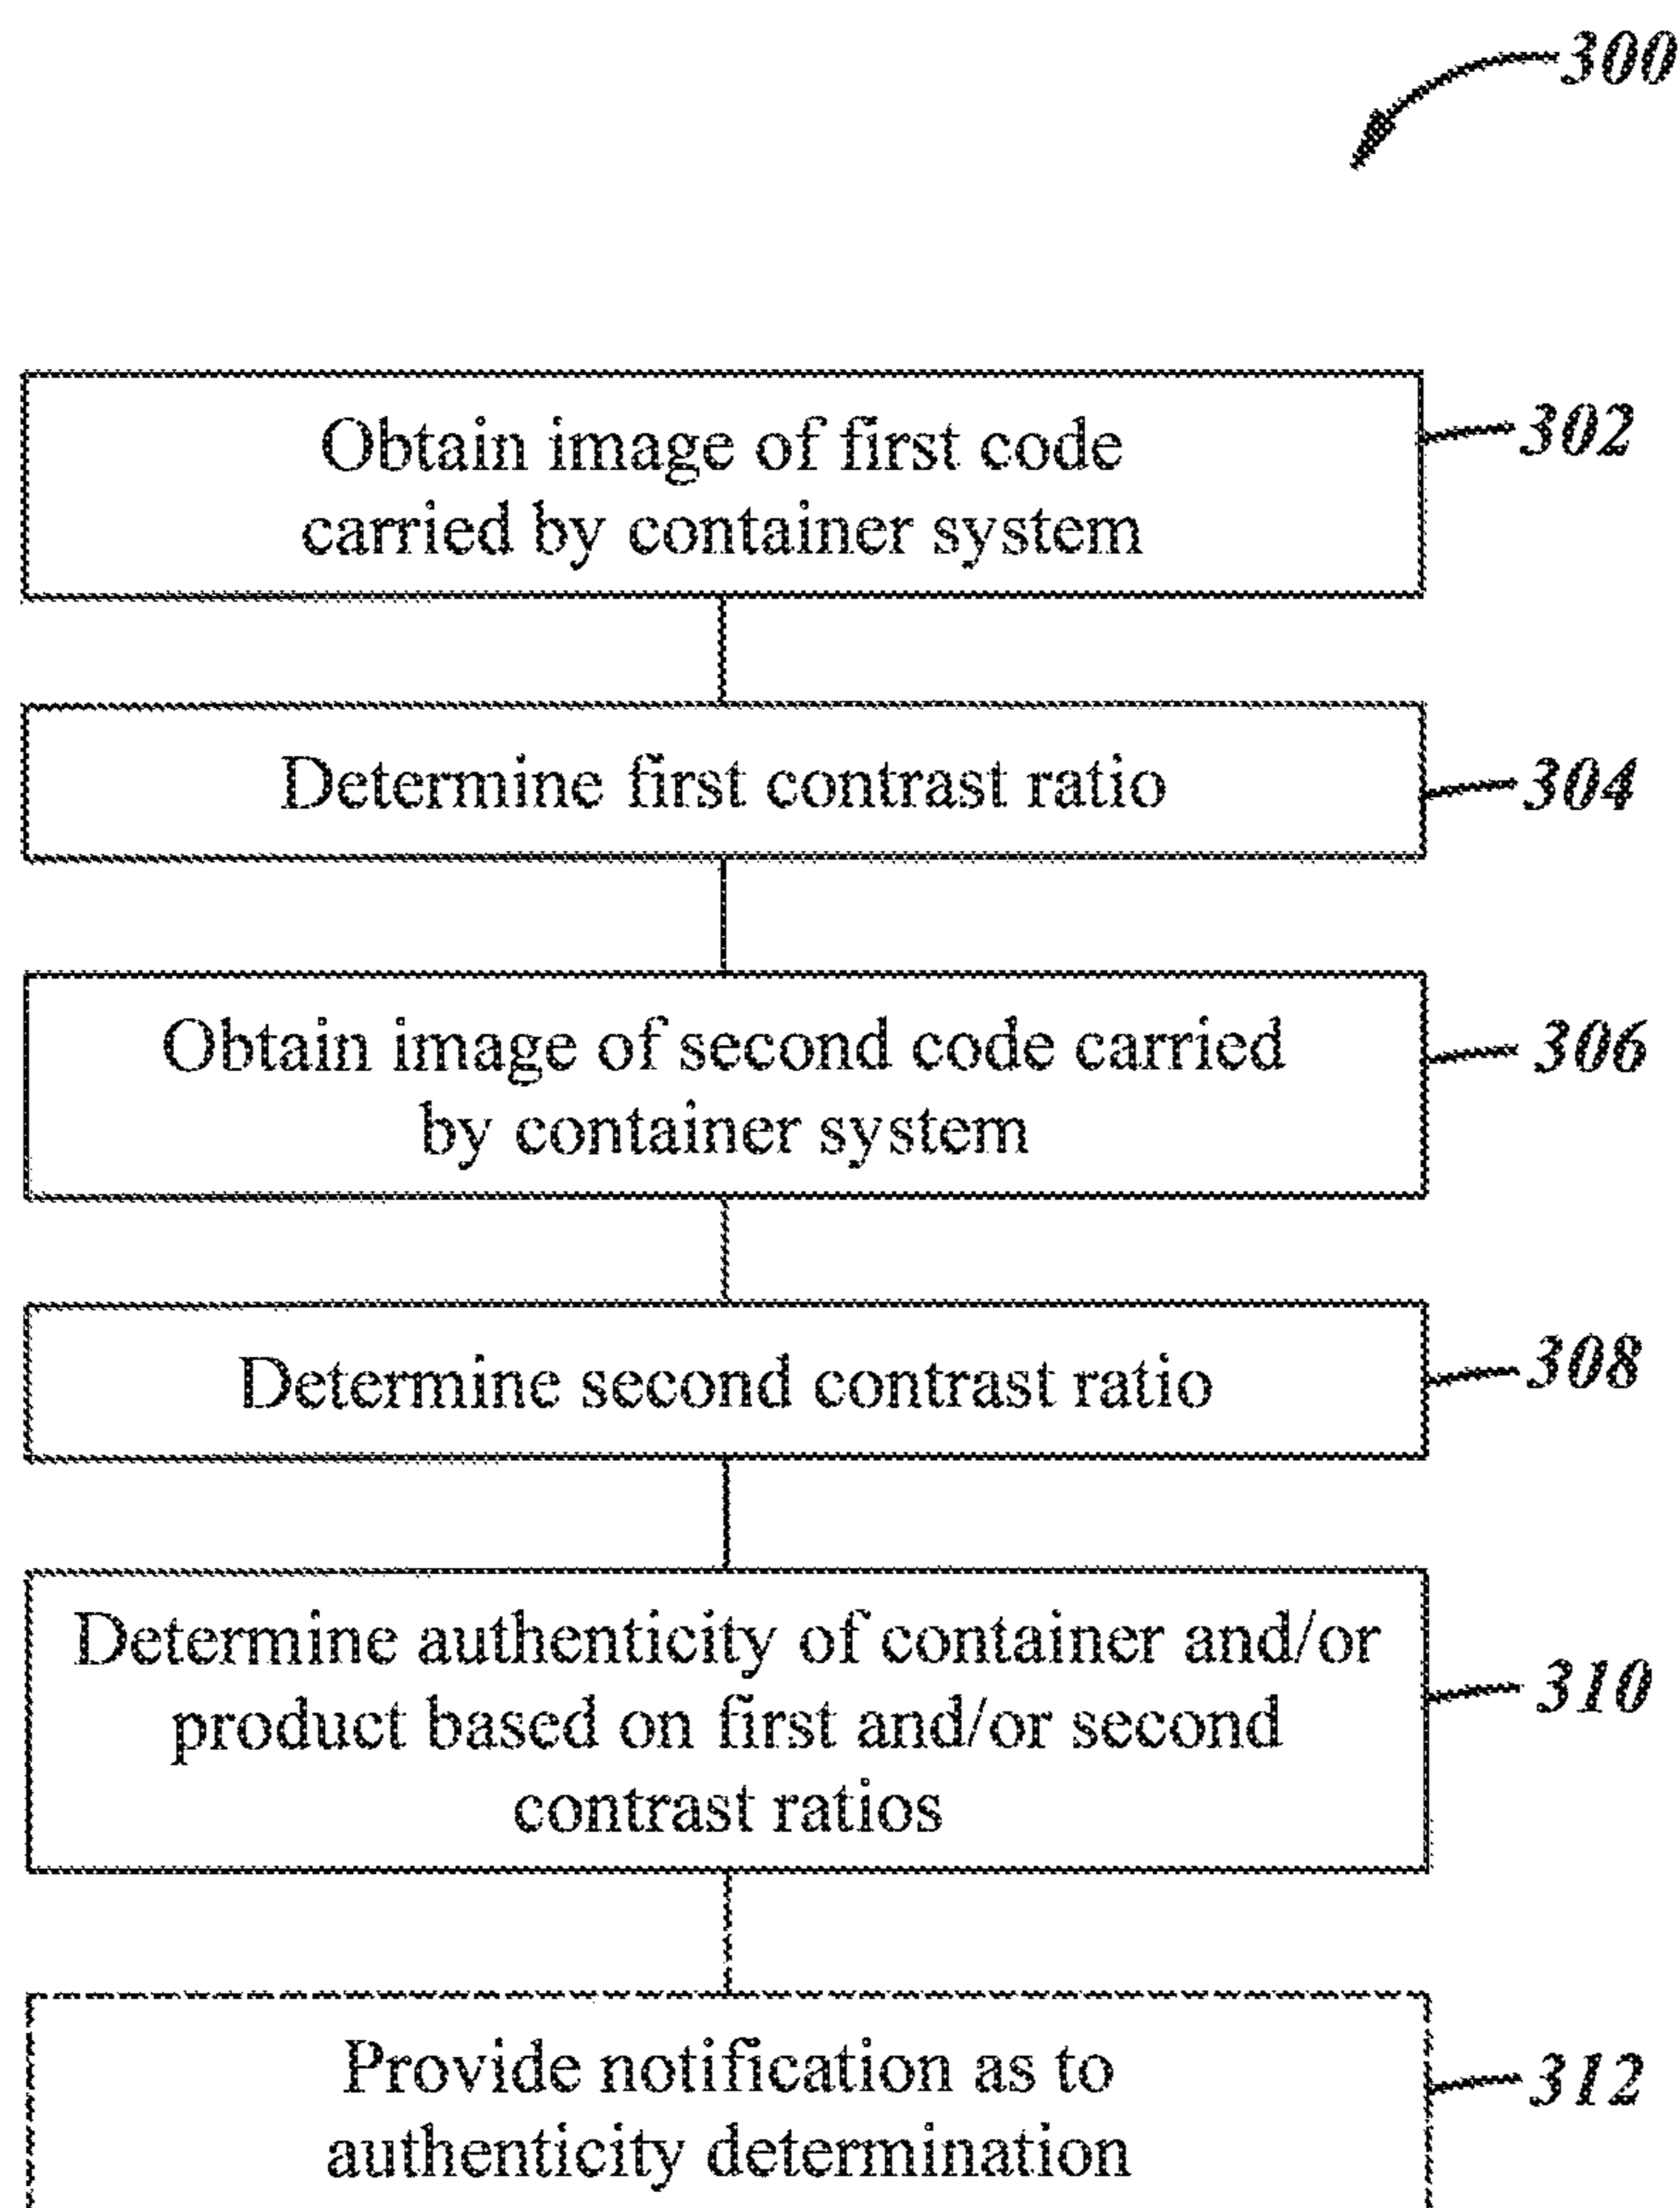 300
Obtain image of first code
carried by container system
302
Determine first contrast ratio
304
Obtain image of second code carried
by container system
306
Determine second contrast ratio
308
Determine authenticity of container and/or
product based on first and/or second
contrast ratios
310
Provide notification as to
authenticity determination
312